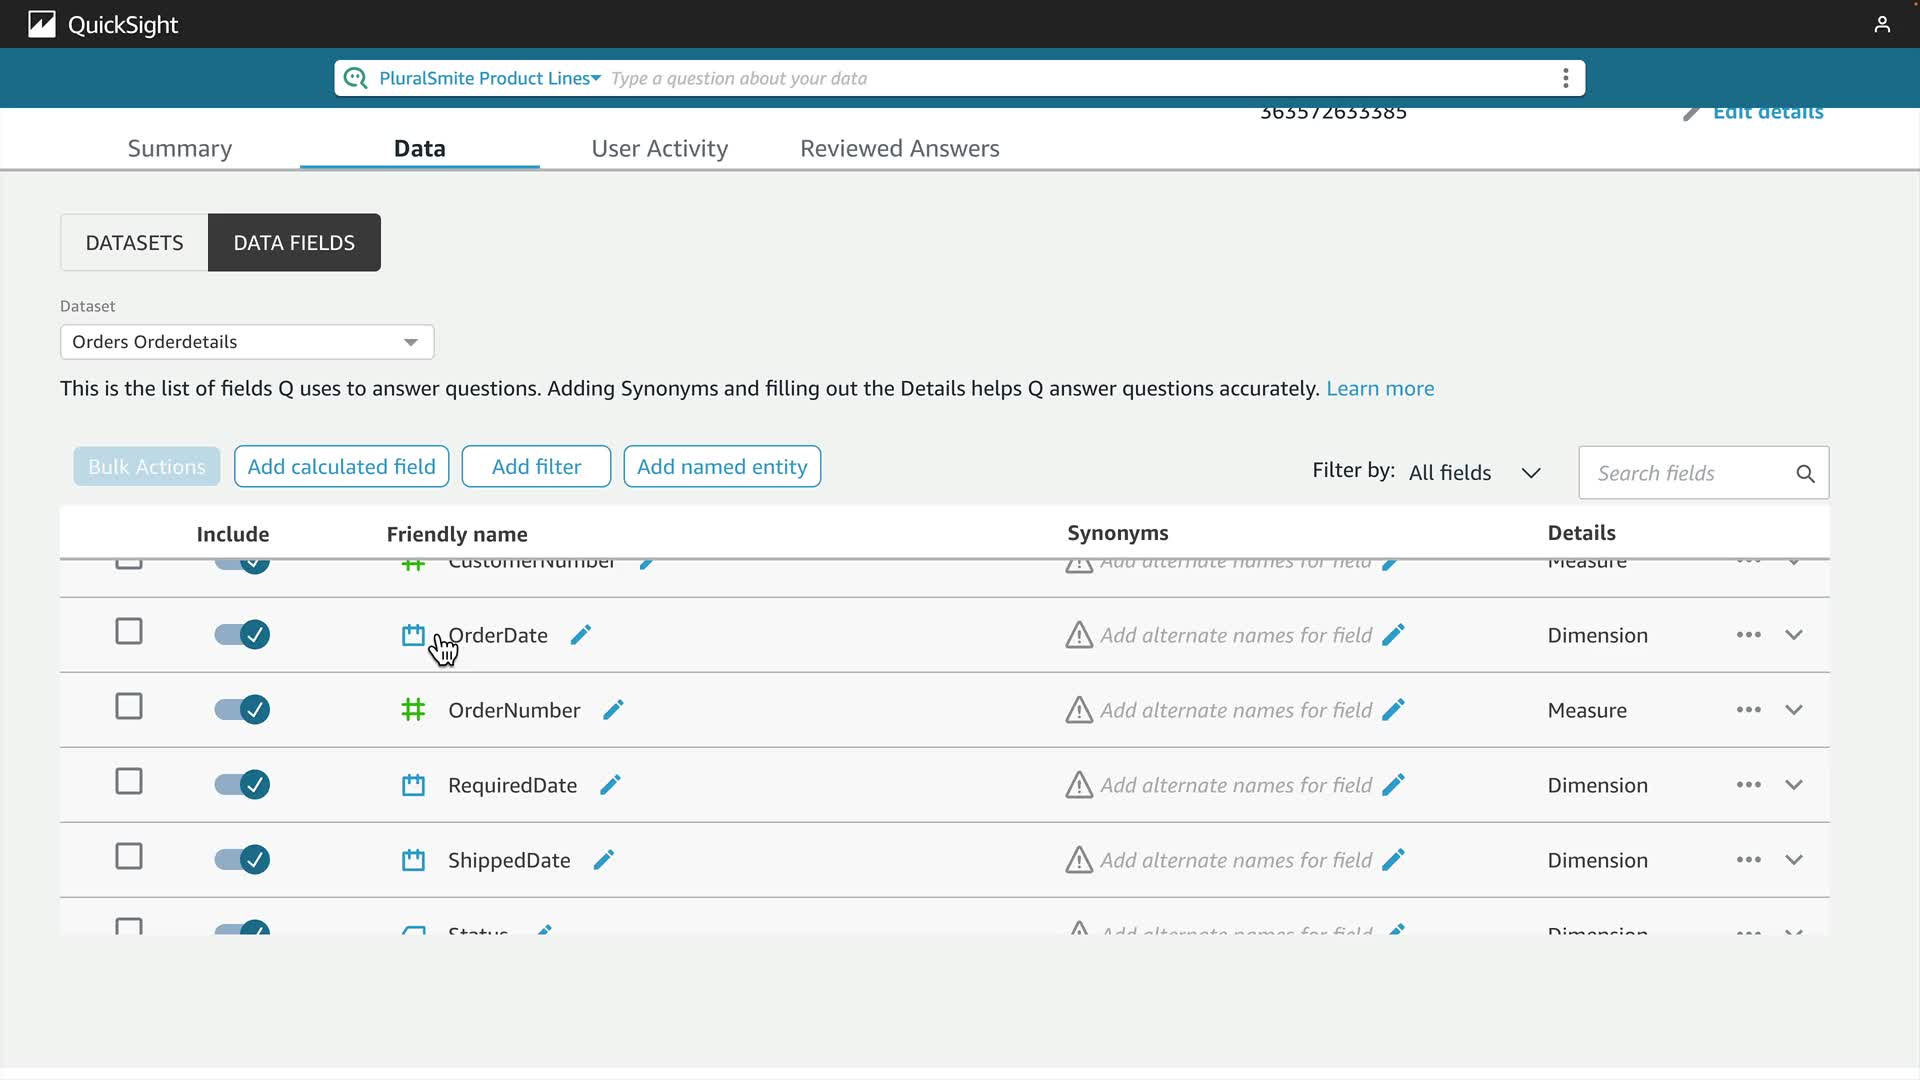 QuickSight
PluralSmite Product Lines Type a question about your data
363572633385 Edit details
Summary Data User Activity Reviewed Answers
DATASETS DATA FIELDS
Dataset
Orders Orderdetails
This is the list of fields Q uses to answer questions. Adding Synonyms and filling out the Details helps Q answer questions accurately. Learn more
Bulk Actions Add calculated field Add filter Add named entity Filter by: All fields Search fields
Include Friendly name Synonyms Details
CustomerNumber Add alternate names for field Measure
OrderDate Add alternate names for field Dimension
OrderNumber Add alternate names for field Measure
RequiredDate Add alternate names for field Dimension
ShippedDate Add alternate names for field Dimension
Status Add alternate names for field Dimension